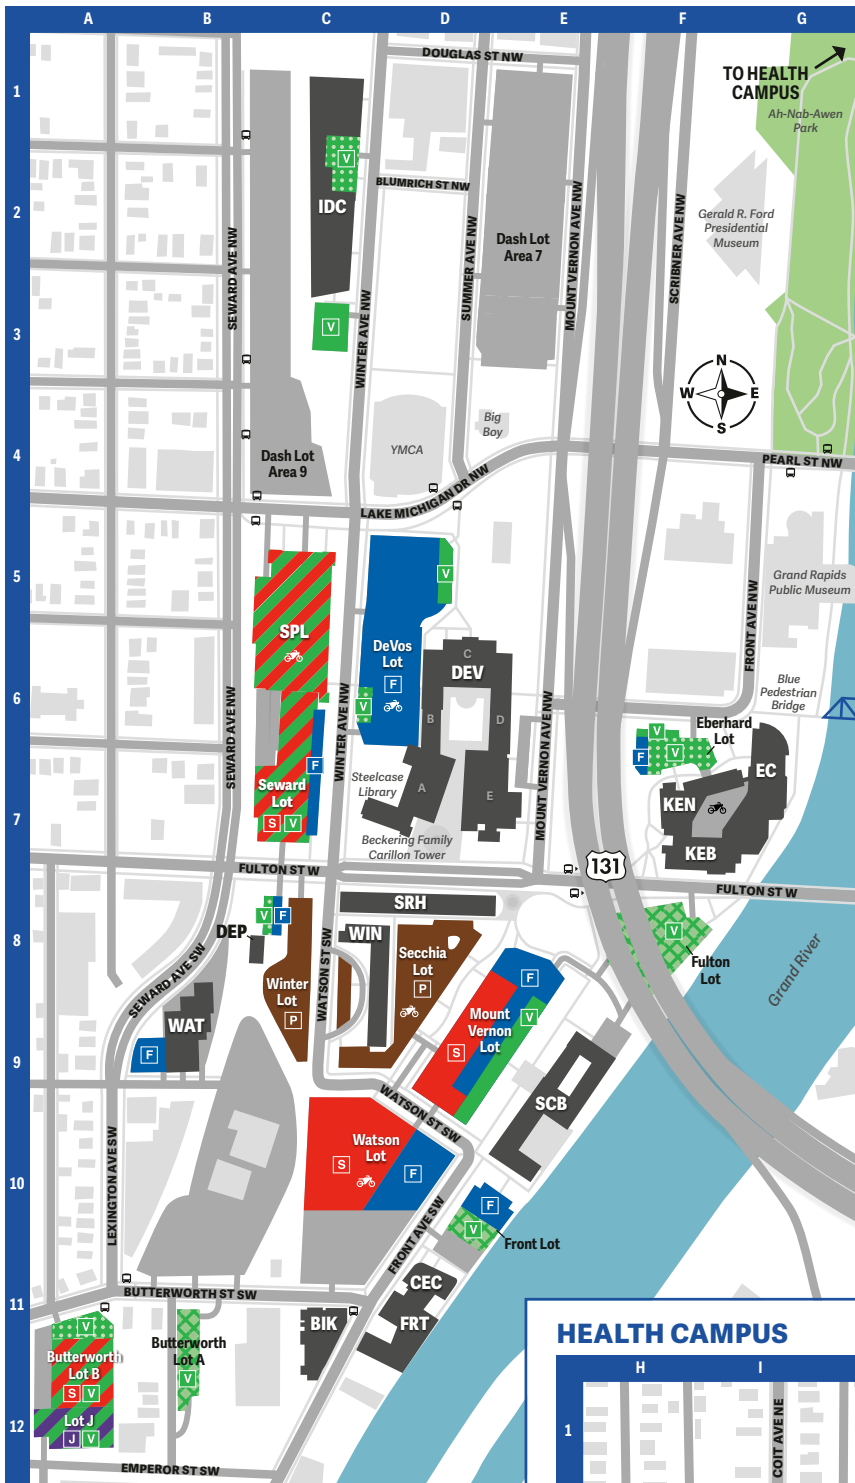 A B C D E F G
1
2
3
4
5
6
7
8
9
10
11
12
DOUGLAS ST NW
TO HEALTH
CAMPUS
Ah-Nab-Awen
Park
V
IDC
BLUMRICH ST NW
SEWARD AVE NW
WINTER AVE NW
SUMMER AVE NW
Dash Lot
Area 7
MOUNT VERNON AVE NW
SCRIBNER AVE NW
Gerald R. Ford
Presidential
Museum
V
N
W E
S
Big
Boy
YMCA
Dash Lot
Area 9
PEARL ST NW
LAKE MICHIGAN DR NW
SPL
V
DeVos
Lot
F
V
C
DEV
B
D
A
E
Grand Rapids
Public Museum
FRONT AVE NW
Blue
Pedestrian
Bridge
SEWARD AVE NW
WINTER AVE NW
MOUNT VERNON AVE NW
F
Seward
Lot
S V
Steelcase
Library
Beckering Family
Carillon Tower
Eberhard
Lot
V
V
F
EC
KEN
KEB
FULTON ST W
131
FULTON ST W
SRH
V F
DEP
WIN
Secchia
Lot
P
V
Fulton
Lot
Grand River
SEWARD AVE SW
WATSON ST SW
Winter
Lot
P
WAT
F
F
Mount
Vernon
Lot
V
S
SCB
WATSON ST SW
Watson
Lot
S
F
LEXINGTON AVE SW
FRONT AVE SW
F
V
Front Lot
BUTTERWORTH ST SW
CEC
BIK
FRT
V
Butterworth
Lot B
S V
Lot J
J V
Butterworth
Lot A
V
EMPEROR ST SW
HEALTH CAMPUS
H I
1
COIT AVE NE